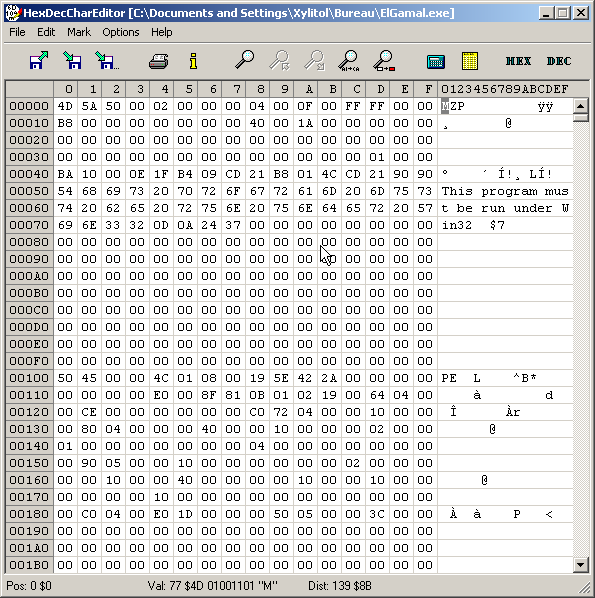 HexDecCharEditor [C:\Documents and Settings\Xylitol\Bureau\ElGamal.exe]
File Edit Mark Options Help
HEX DEC
0 1 2 3 4 5 6 7 8 9 A B C D E F 0123456789ABCDEF
00000 4D 5A 50 00 02 00 00 00 04 00 0F 00 FF FF 00 00 MZP ÿÿ
00010 B8 00 00 00 00 00 00 00 40 00 1A 00 00 00 00 00 ¸ @
00020 00 00 00 00 00 00 00 00 00 00 00 00 00 00 00 00
00030 00 00 00 00 00 00 00 00 00 00 00 00 00 01 00 00
00040 BA 10 00 0E 1F B4 09 CD 21 B8 01 4C CD 21 90 90 º ´ Í!¸ LÍ!
00050 54 68 69 73 20 70 72 6F 67 72 61 6D 20 6D 75 73 This program mus
00060 74 20 62 65 20 72 75 6E 20 75 6E 64 65 72 20 57 t be run under W
00070 69 6E 33 32 0D 0A 24 37 00 00 00 00 00 00 00 00 in32 $7
00080 00 00 00 00 00 00 00 00 00 00 00 00 00 00 00 00
00090 00 00 00 00 00 00 00 00 00 00 00 00 00 00 00 00
000A0 00 00 00 00 00 00 00 00 00 00 00 00 00 00 00 00
000B0 00 00 00 00 00 00 00 00 00 00 00 00 00 00 00 00
000C0 00 00 00 00 00 00 00 00 00 00 00 00 00 00 00 00
000D0 00 00 00 00 00 00 00 00 00 00 00 00 00 00 00 00
000E0 00 00 00 00 00 00 00 00 00 00 00 00 00 00 00 00
000F0 00 00 00 00 00 00 00 00 00 00 00 00 00 00 00 00
00100 50 45 00 00 4C 01 08 00 19 5E 42 2A 00 00 00 00 PE L ^B*
00110 00 00 00 00 E0 00 8F 81 0B 01 02 19 00 64 04 00 à d
00120 00 CE 00 00 00 00 00 00 C0 72 04 00 00 10 00 00 Î Àr
00130 00 80 04 00 00 00 40 00 00 10 00 00 00 02 00 00 @
00140 01 00 00 00 00 00 00 00 04 00 00 00 00 00 00 00
00150 00 90 05 00 00 10 00 00 00 00 00 00 02 00 00 00
00160 00 00 10 00 00 40 00 00 00 00 10 00 00 10 00 00 @
00170 00 00 00 00 10 00 00 00 00 00 00 00 00 00 00 00
00180 00 C0 04 00 E0 1D 00 00 00 50 05 00 00 3C 00 00 À à P <
00190 00 00 00 00 00 00 00 00 00 00 00 00 00 00 00 00
001A0 00 00 00 00 00 00 00 00 00 00 00 00 00 00 00 00
001B0 00 00 00 00 00 00 00 00 00 00 00 00 00 00 00 00
Pos: 0 $0 Val: 77 $4D 01001101 "M" Dist: 139 $8B